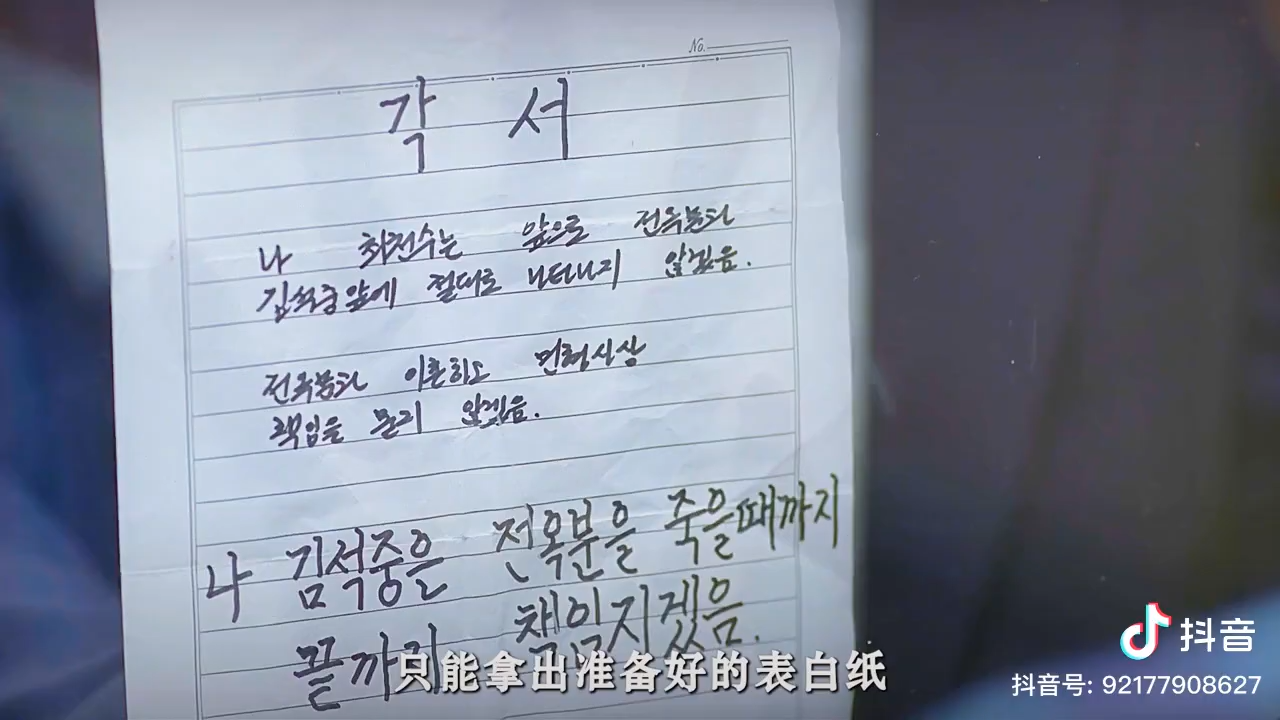 No.
각 서
나 최천수는 앞으로 전옥분과
김석중앞에 절대로 나타나지 않겠음.
전옥분과 이혼하고 민형사상
책임을 묻지 않겠음.
나 김석중은 전옥분을 죽을때까지
끝까지 책임지겠음.
只能拿出准备好的表白纸
抖音
抖音号: 92177908627